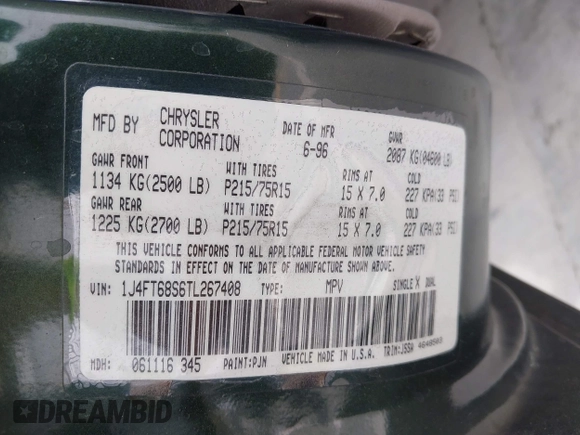 MFD BY CHRYSLER CORPORATION DATE OF MFR 6-96 GVWR 2087 KG(04600 LB)
GAWR FRONT WITH TIRES RIMS AT COLD
1134 KG(2500 LB) P215/75R15 15 X 7.0 227 KPA(33 PSI)
GAWR REAR WITH TIRES RIMS AT COLD
1225 KG(2700 LB) P215/75R15 15 X 7.0 227 KPA(33 PSI)
THIS VEHICLE CONFORMS TO ALL APPLICABLE FEDERAL MOTOR VEHICLE SAFETY
STANDARDS IN EFFECT ON THE DATE OF MANUFACTURE SHOWN ABOVE.
VIN: 1J4FT68S6TL267408 TYPE: MPV SINGLE X DUAL
MDH: 061116 345 PAINT:PJN VEHICLE MADE IN U.S.A. TRIM:JSSA
DREAMBID